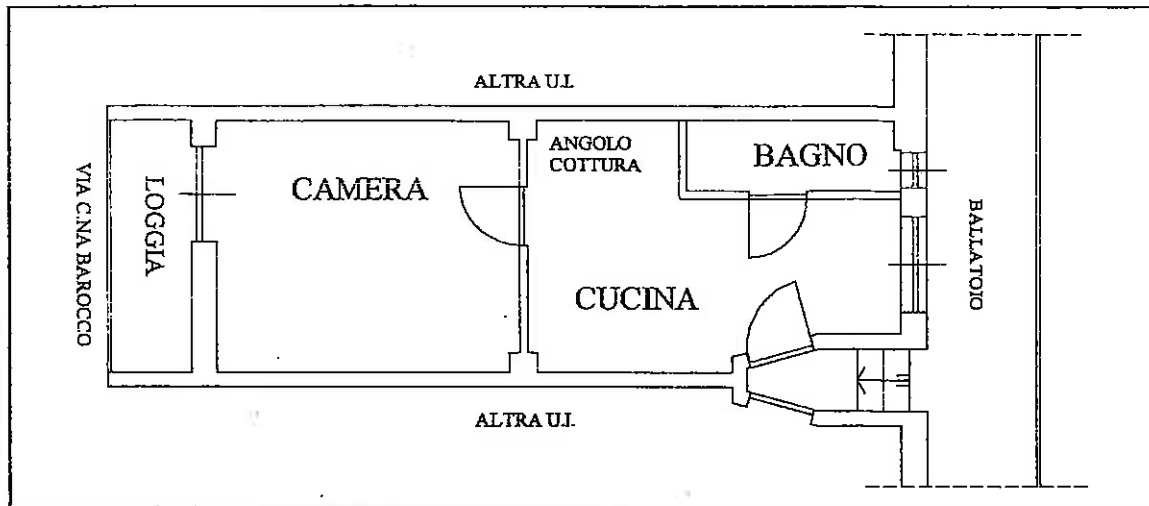 ALTRA U.I.
VIA C.NA BAROCCO
LOGGIA
CAMERA
ANGOLO
COTTURA
BAGNO
CUCINA
BALLATOIO
ALTRA U.I.